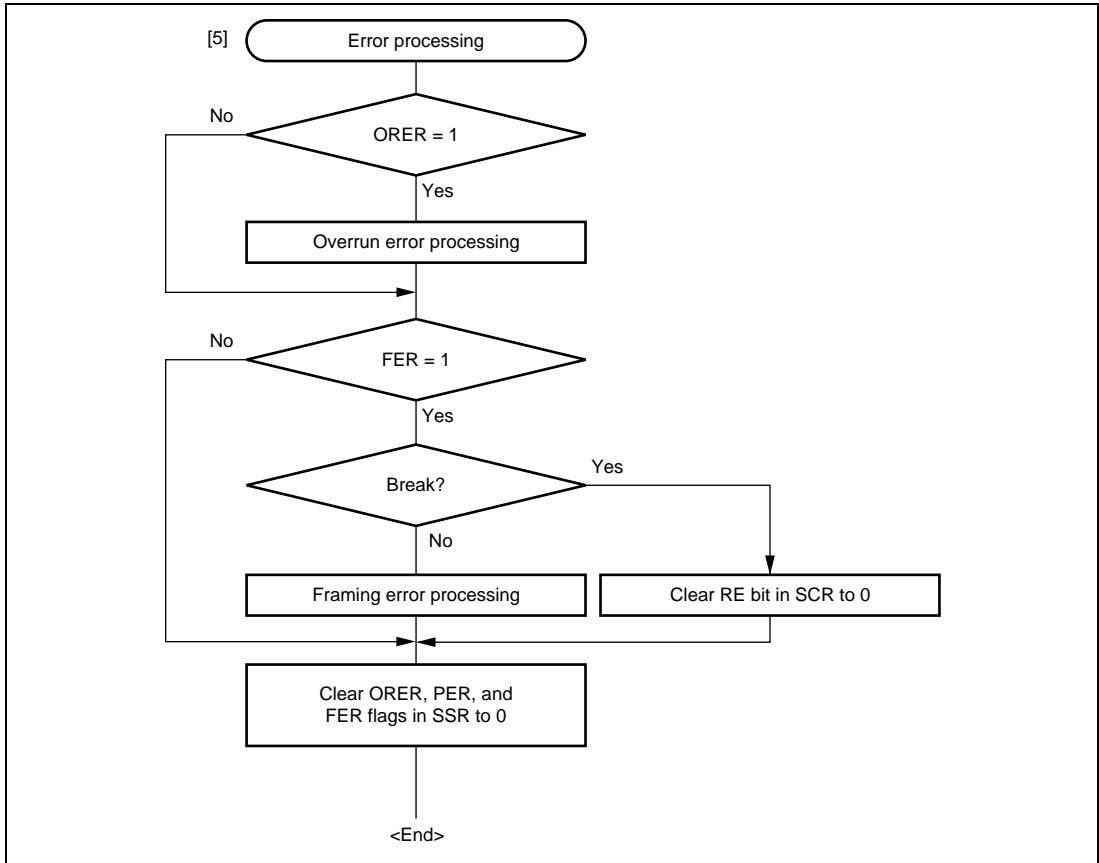 [5] Error processing
No
ORER = 1
Yes
Overrun error processing
No
FER = 1
Yes
Yes
Break?
No
Framing error processing
Clear RE bit in SCR to 0
Clear ORER, PER, and
FER flags in SSR to 0
<End>